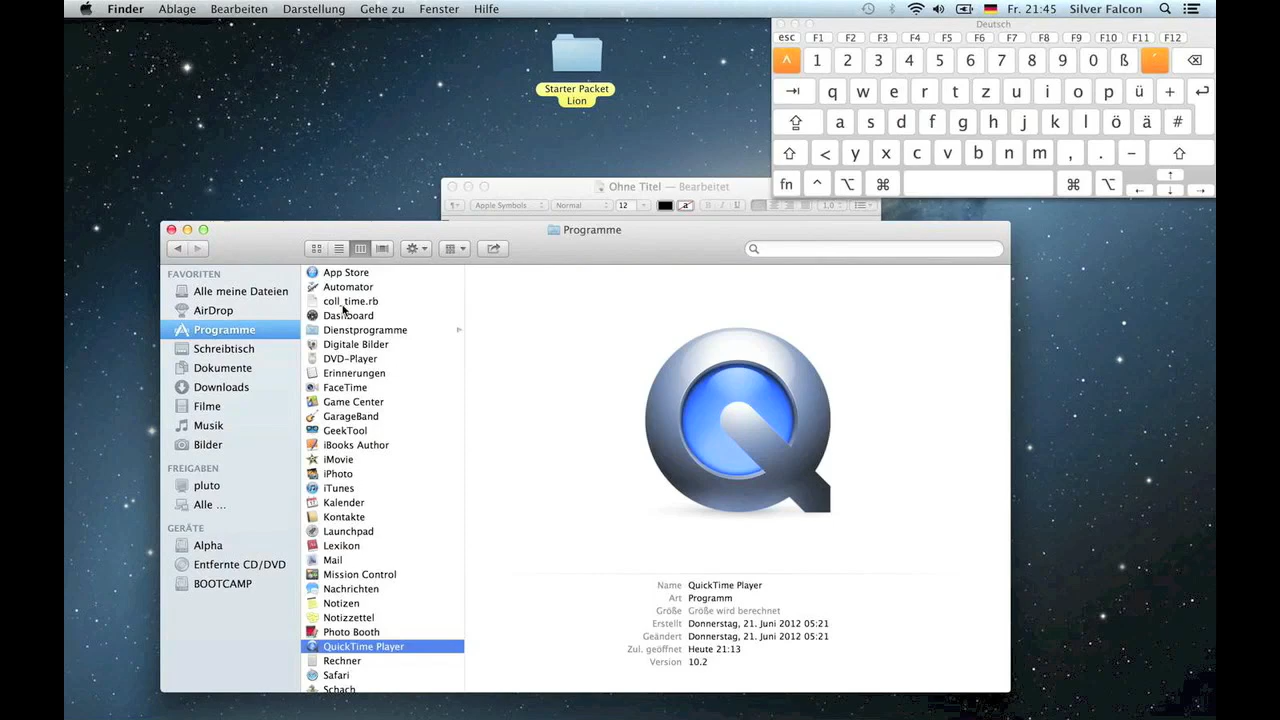 Finder Ablage Bearbeiten Darstellung Gehe zu Fenster Hilfe Fr. 21:45 Silver Falcon
Deutsch
esc F1 F2 F3 F4 F5 F6 F7 F8 F9 F10 F11 F12
^ 1 2 3 4 5 6 7 8 9 0 ß ´
q w e r t z u i o p ü +
a s d f g h j k l ö ä #
< y x c v b n m , . -
fn ^ ⌥ ⌘ ⌘ ⌥
Starter Packet
Lion
Ohne Titel — Bearbeitet
Apple Symbols Normal 12 a B I U 1,0
Programme
FAVORITEN
Alle meine Dateien
AirDrop
Programme
Schreibtisch
Dokumente
Downloads
Filme
Musik
Bilder
FREIGABEN
pluto
Alle ...
GERÄTE
Alpha
Entfernte CD/DVD
BOOTCAMP
App Store
Automator
coll_time.rb
Dashboard
Dienstprogramme
Digitale Bilder
DVD-Player
Erinnerungen
FaceTime
Game Center
GarageBand
GeekTool
iBooks Author
iMovie
iPhoto
iTunes
Kalender
Kontakte
Launchpad
Lexikon
Mail
Mission Control
Nachrichten
Notizen
Notizzettel
Photo Booth
QuickTime Player
Rechner
Safari
Schach
Name QuickTime Player
Art Programm
Größe Größe wird berechnet
Erstellt Donnerstag, 21. Juni 2012 05:21
Geändert Donnerstag, 21. Juni 2012 05:21
Zul. geöffnet Heute 21:13
Version 10.2